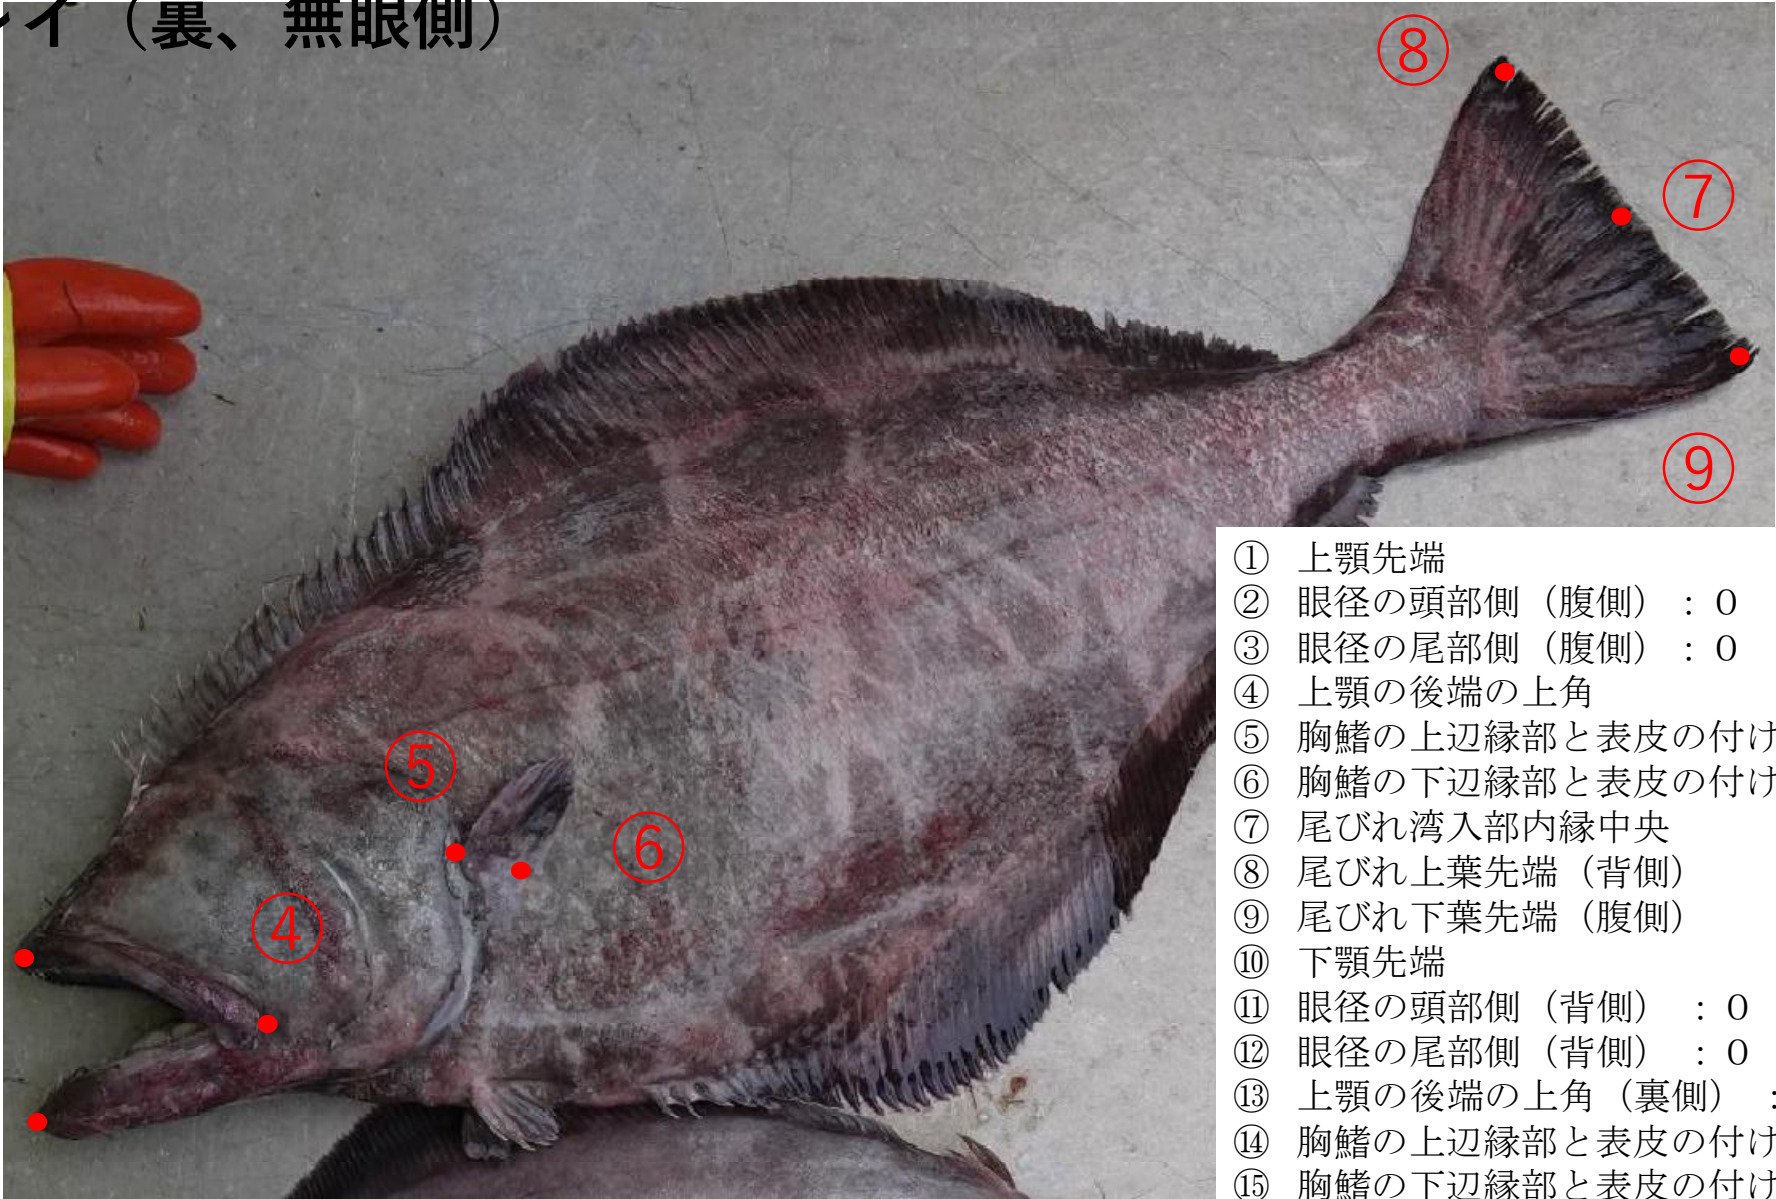 イ（裏、無眼側）
⑧
⑦
⑨
⑤
⑥
④
① 上顎先端
② 眼径の頭部側（腹側）：０
③ 眼径の尾部側（腹側）：０
④ 上顎の後端の上角
⑤ 胸鰭の上辺縁部と表皮の付け
⑥ 胸鰭の下辺縁部と表皮の付け
⑦ 尾びれ湾入部内縁中央
⑧ 尾びれ上葉先端（背側）
⑨ 尾びれ下葉先端（腹側）
⑩ 下顎先端
⑪ 眼径の頭部側（背側）　：０
⑫ 眼径の尾部側（背側）　：０
⑬ 上顎の後端の上角（裏側）　：
⑭ 胸鰭の上辺縁部と表皮の付け
⑮ 胸鰭の下辺縁部と表皮の付け